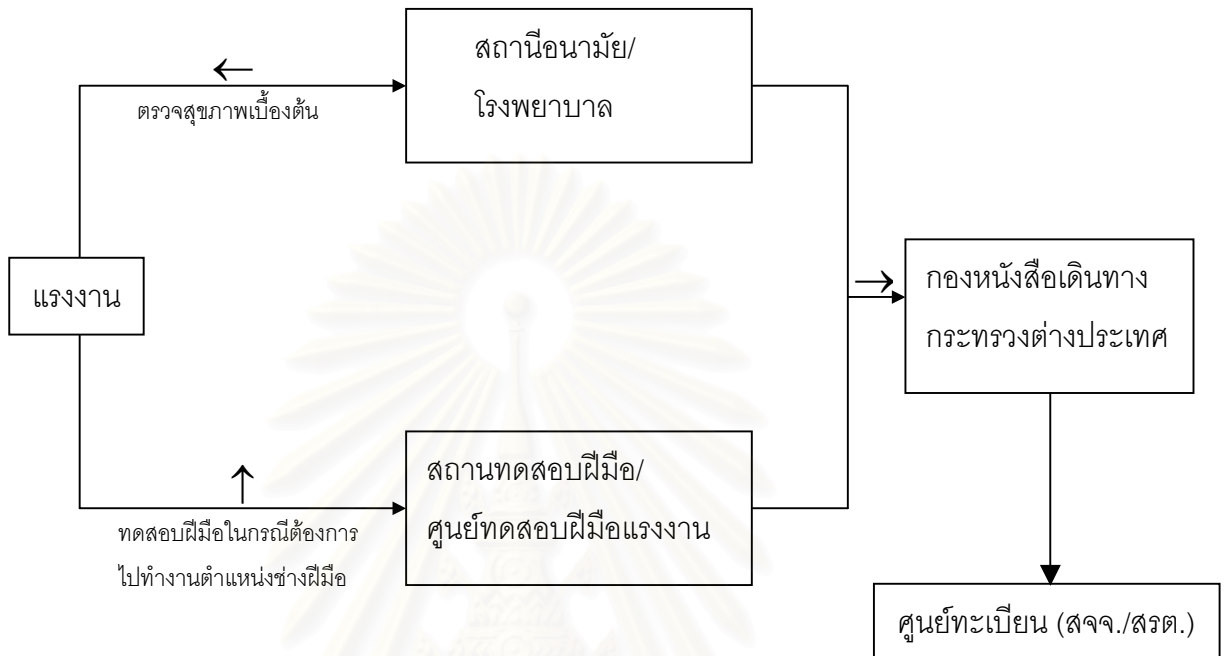 สถานีอนามัย/
โรงพยาบาล
←
ตรวจสุขภาพเบื้องต้น
แรงงาน
→
กองหนังสือเดินทาง
กระทรวงต่างประเทศ
↑
ทดสอบฝีมือในกรณีต้องการ
ไปทำงานตำแหน่งช่างฝีมือ
สถานทดสอบฝีมือ/
ศูนย์ทดสอบฝีมือแรงงาน
ศูนย์ทะเบียน (สจจ./สรต.)